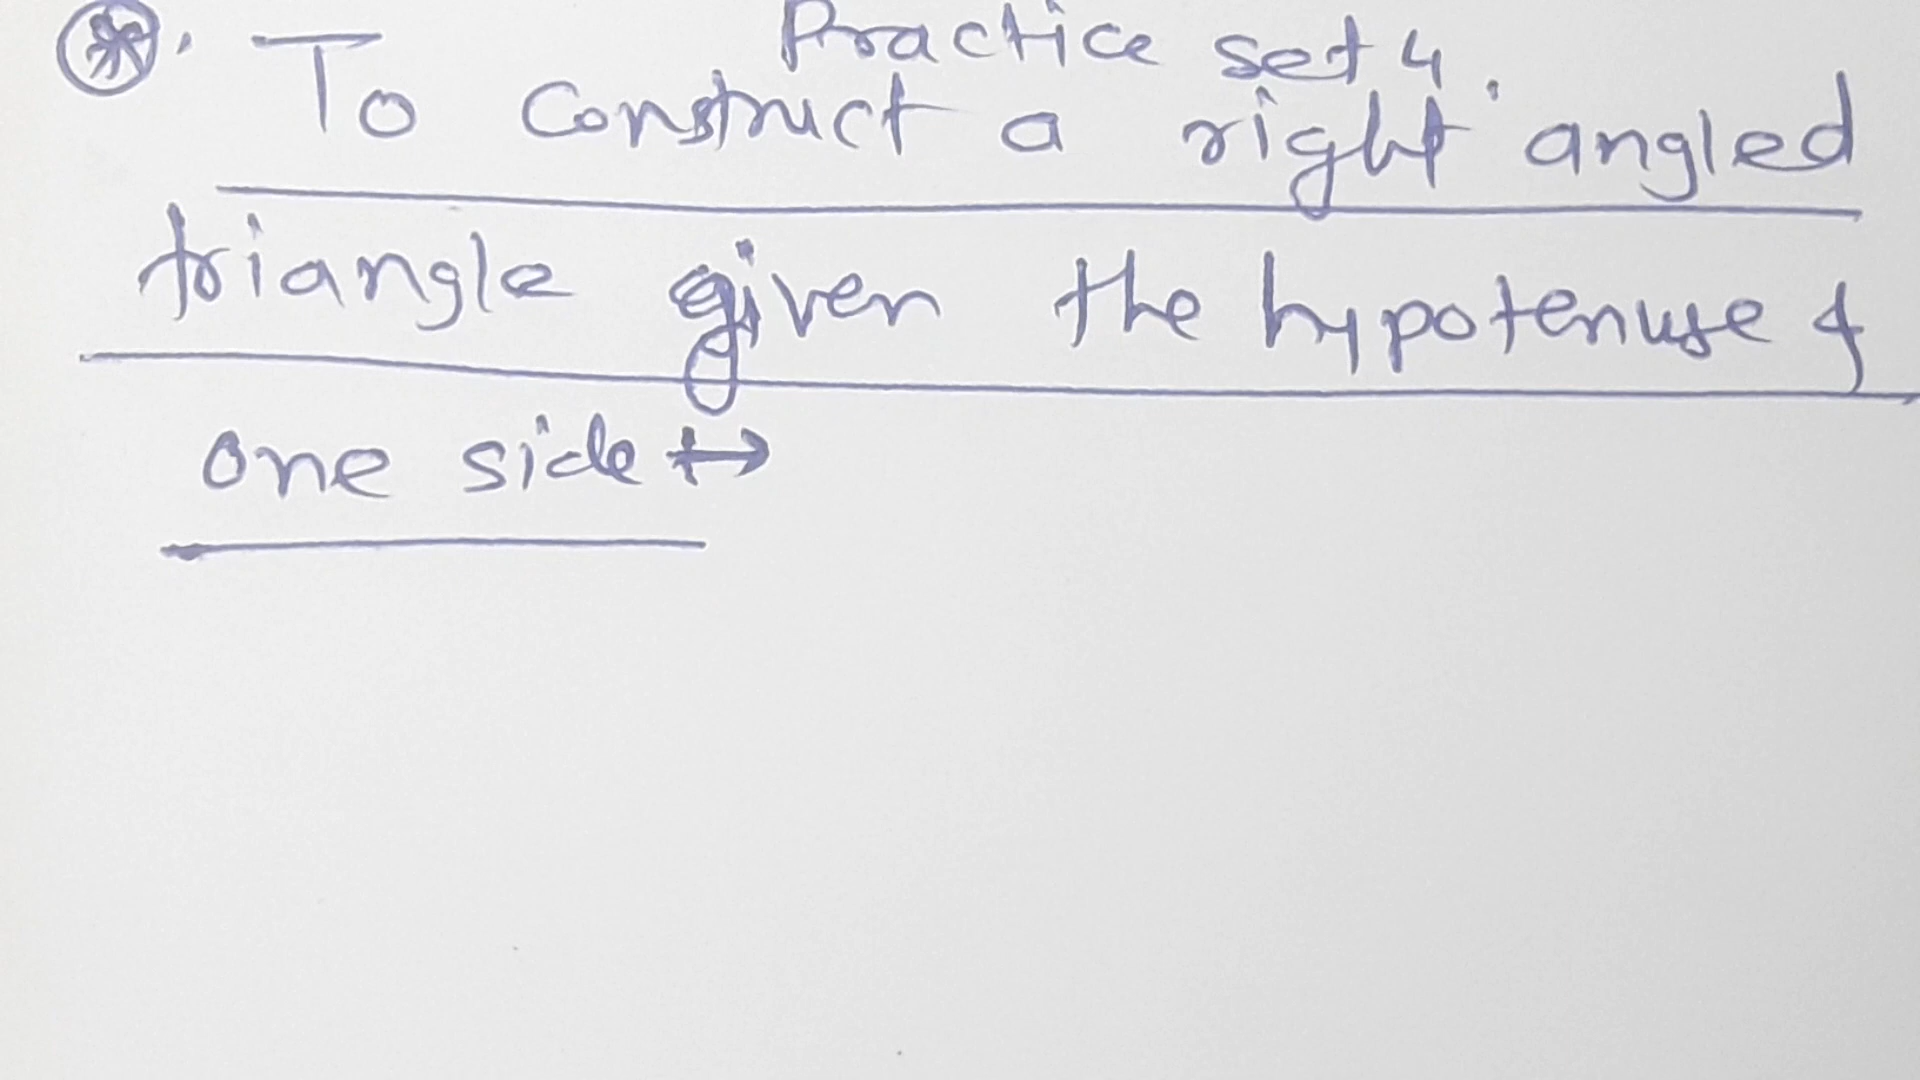 Practice set 4.
To construct a right angled
triangle given the hypotenuse &
one side →